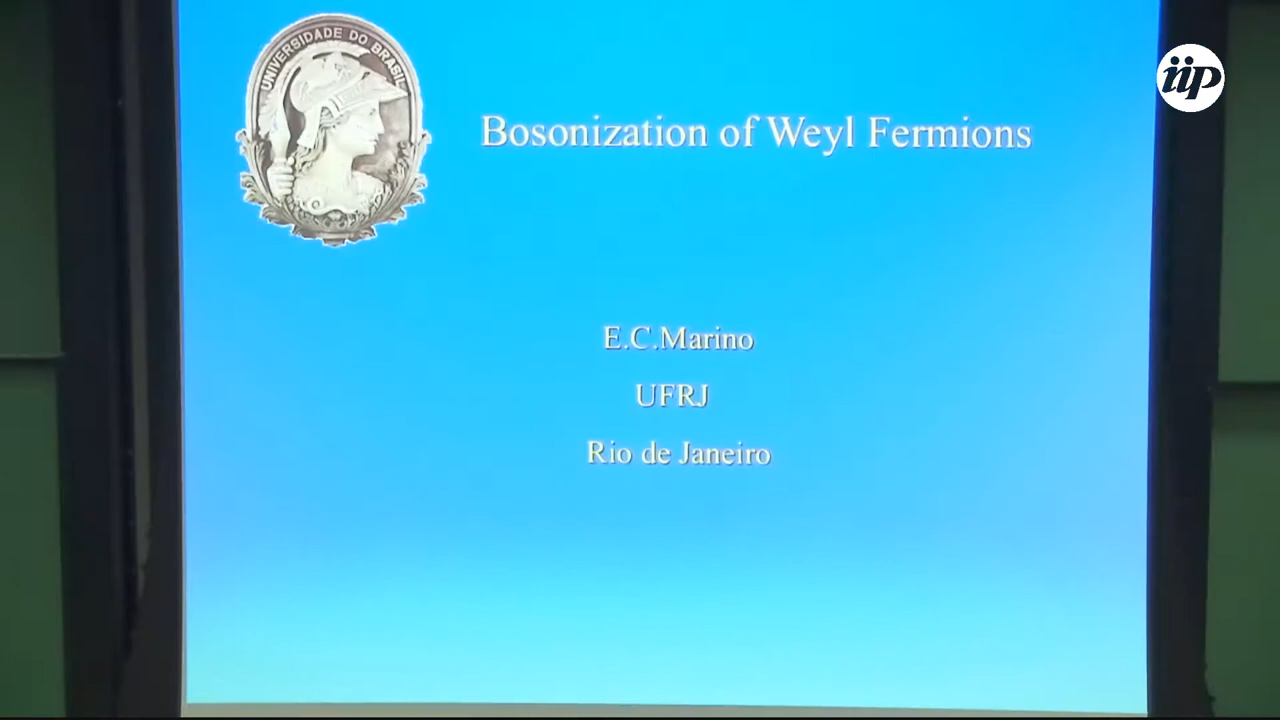 UNIVERSIDADE DO BRASIL
iip
Bosonization of Weyl Fermions
E.C.Marino
UFRJ
Rio de Janeiro